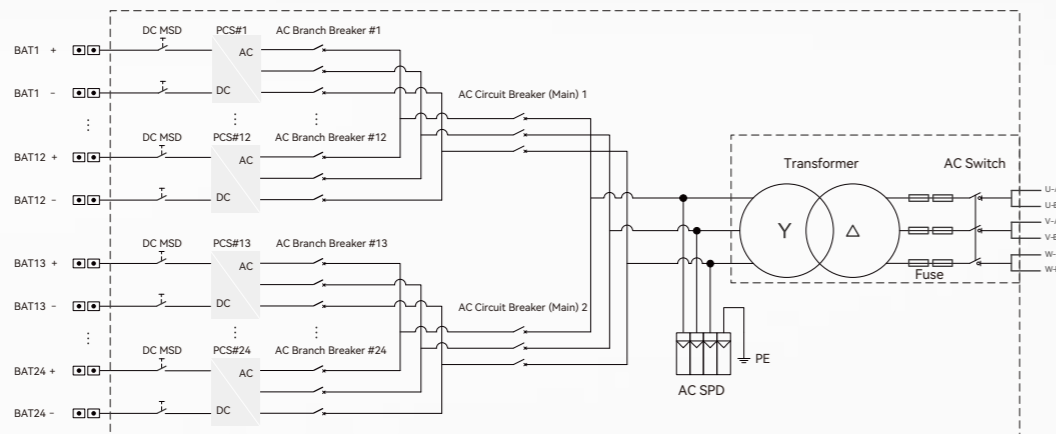 DC MSD PCS#1 AC Branch Breaker #1
BAT1 + AC
BAT1 - DC
AC Circuit Breaker (Main) 1
DC MSD PCS#12 AC Branch Breaker #12
BAT12 + AC
BAT12 - DC
Transformer AC Switch
U-A
U-B
V-A
V-B
W-
W-
Y Δ
Fuse
DC MSD PCS#13 AC Branch Breaker #13
BAT13 + AC
BAT13 - DC
AC Circuit Breaker (Main) 2
DC MSD PCS#24 AC Branch Breaker #24
BAT24 + AC
BAT24 - DC
PE
AC SPD